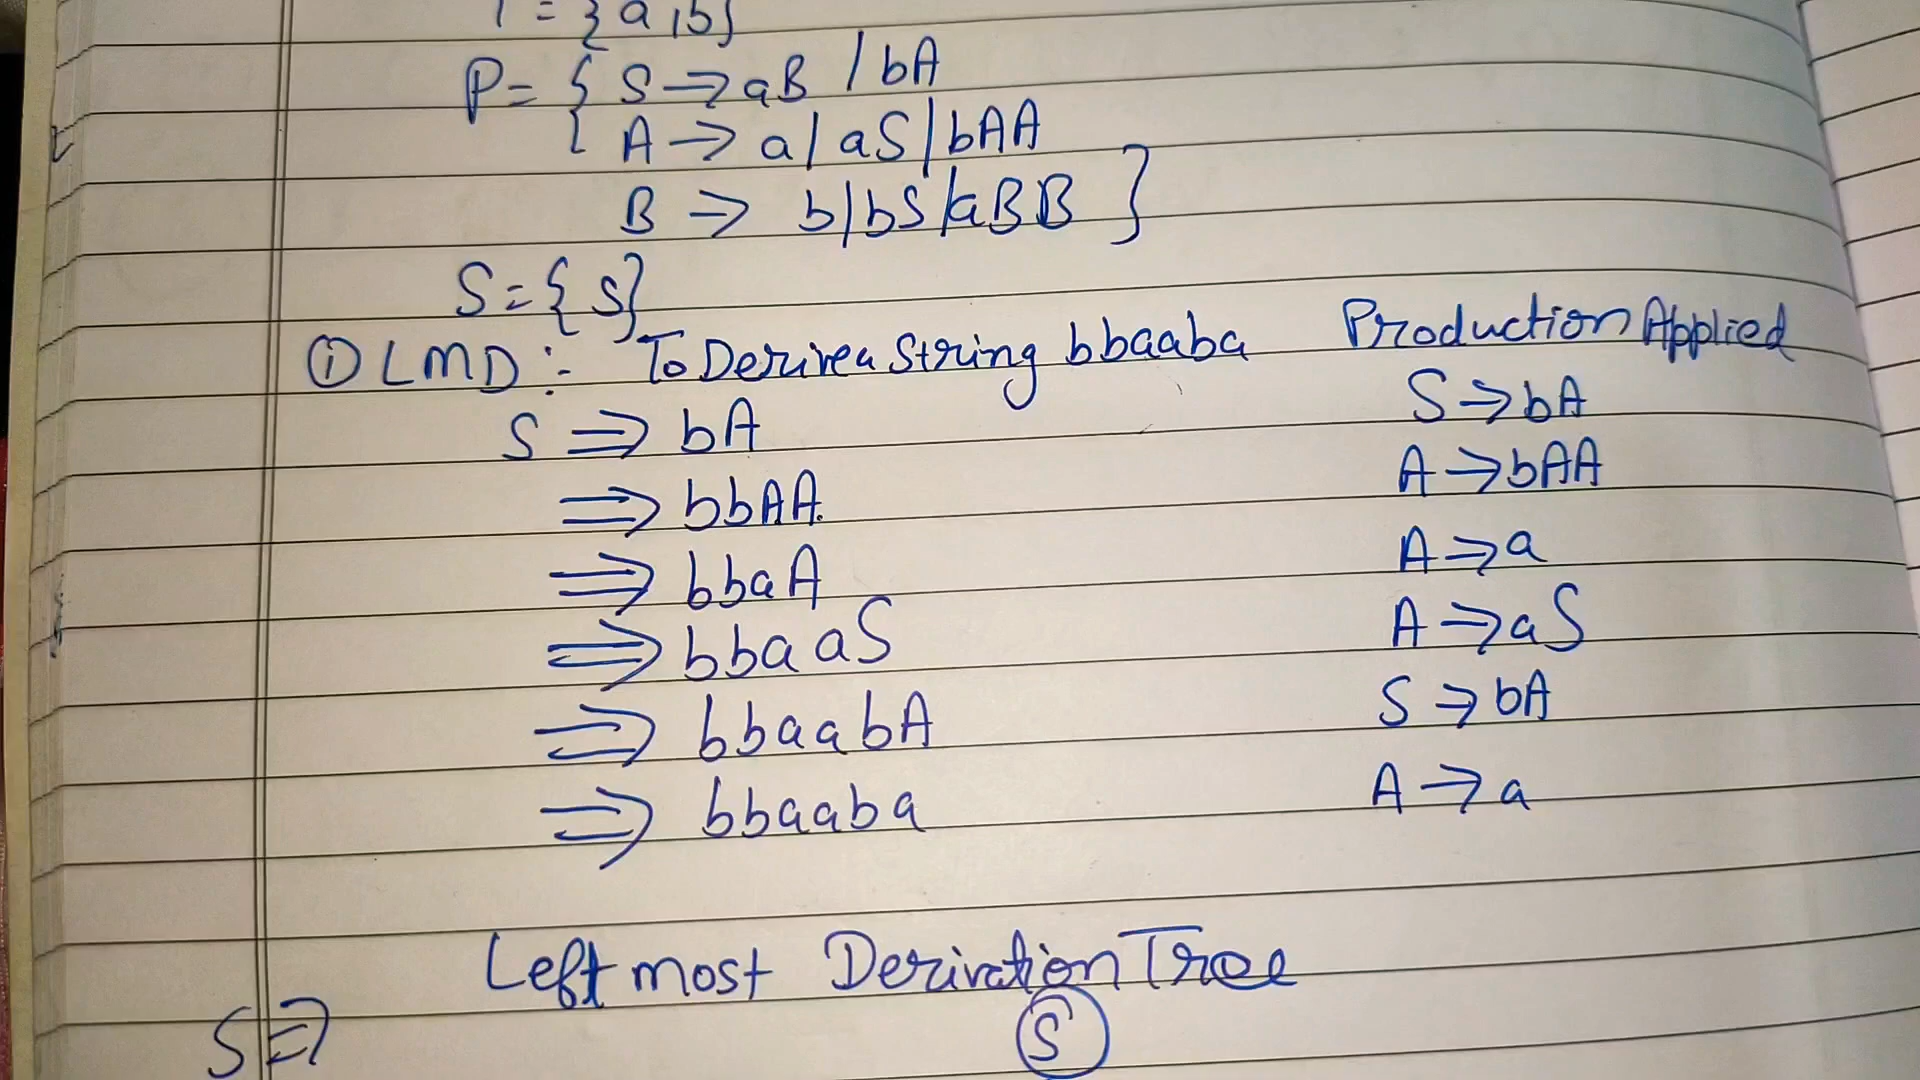 T = {a, b}
P = { S → aB / bA
A → a / aS / bAA
B → b / bS / aBB }
S = {S}
① LMD :- To Derive a String bbaaba Production Applied
S ⇒ bA S → bA
⇒ bbAA. A → bAA
⇒ bbaA A → a
⇒ bbaaS A → aS
⇒ bbaabA S → bA
⇒ bbaaba A → a
Left most Derivation Tree
S ⇒ S